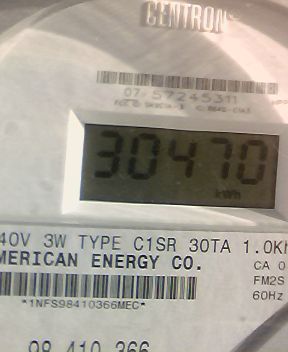 CENTRON
07 57245311
30470
kWh
40V 3W TYPE C1SR 30TA 1.0Kh
MERICAN ENERGY CO.
CA 0
FM2S
60Hz
*1NFS98410366MEC*
98 410 366